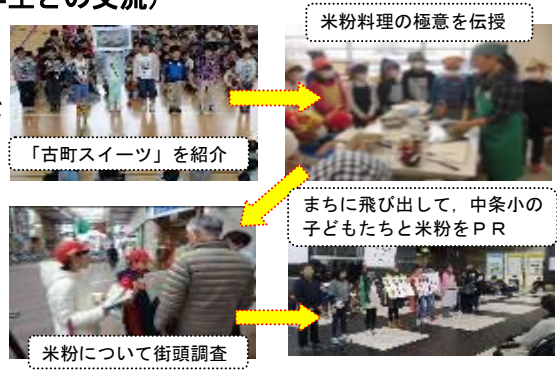 との交流）
米粉料理の極意を伝授
「古町スイーツ」を紹介
まちに飛び出して，中条小の
子どもたちと米粉をＰＲ
米粉について街頭調査